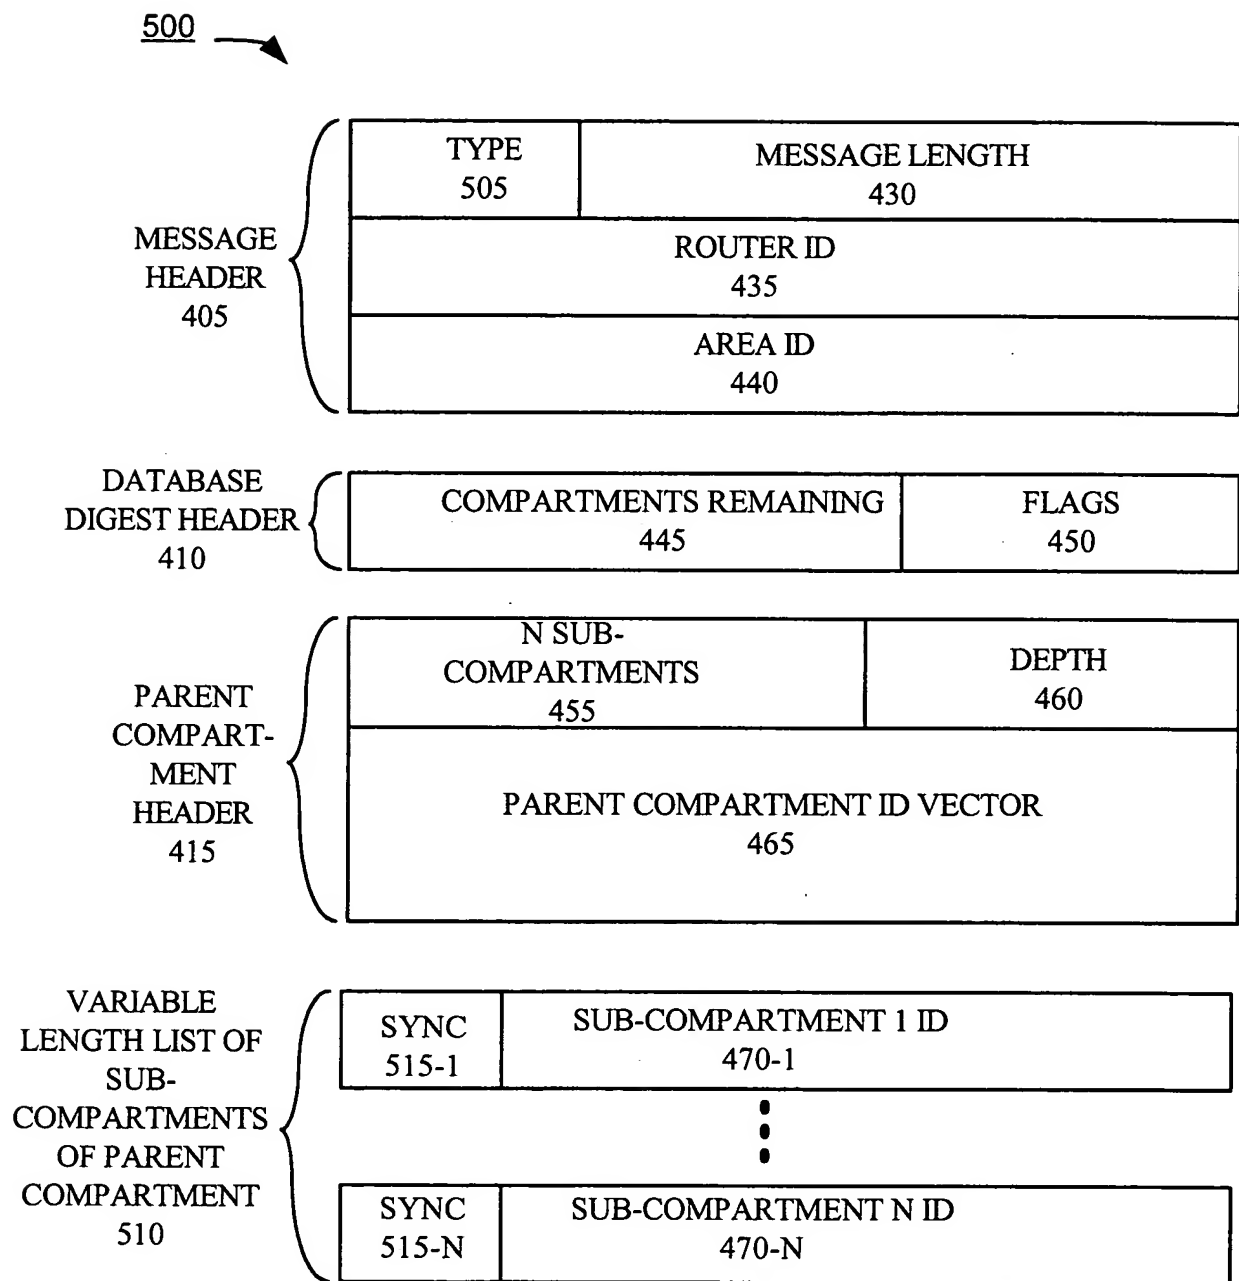 500
TYPE
505
MESSAGE LENGTH
430
MESSAGE
HEADER
405
ROUTER ID
435
AREA ID
440
DATABASE
DIGEST HEADER
410
COMPARTMENTS REMAINING
445
FLAGS
450
PARENT
COMPART-
MENT
HEADER
415
N SUB-
COMPARTMENTS
455
DEPTH
460
PARENT COMPARTMENT ID VECTOR
465
VARIABLE
LENGTH LIST OF
SUB-
COMPARTMENTS
OF PARENT
COMPARTMENT
510
SYNC
515-1
SUB-COMPARTMENT 1 ID
470-1
SYNC
515-N
SUB-COMPARTMENT N ID
470-N